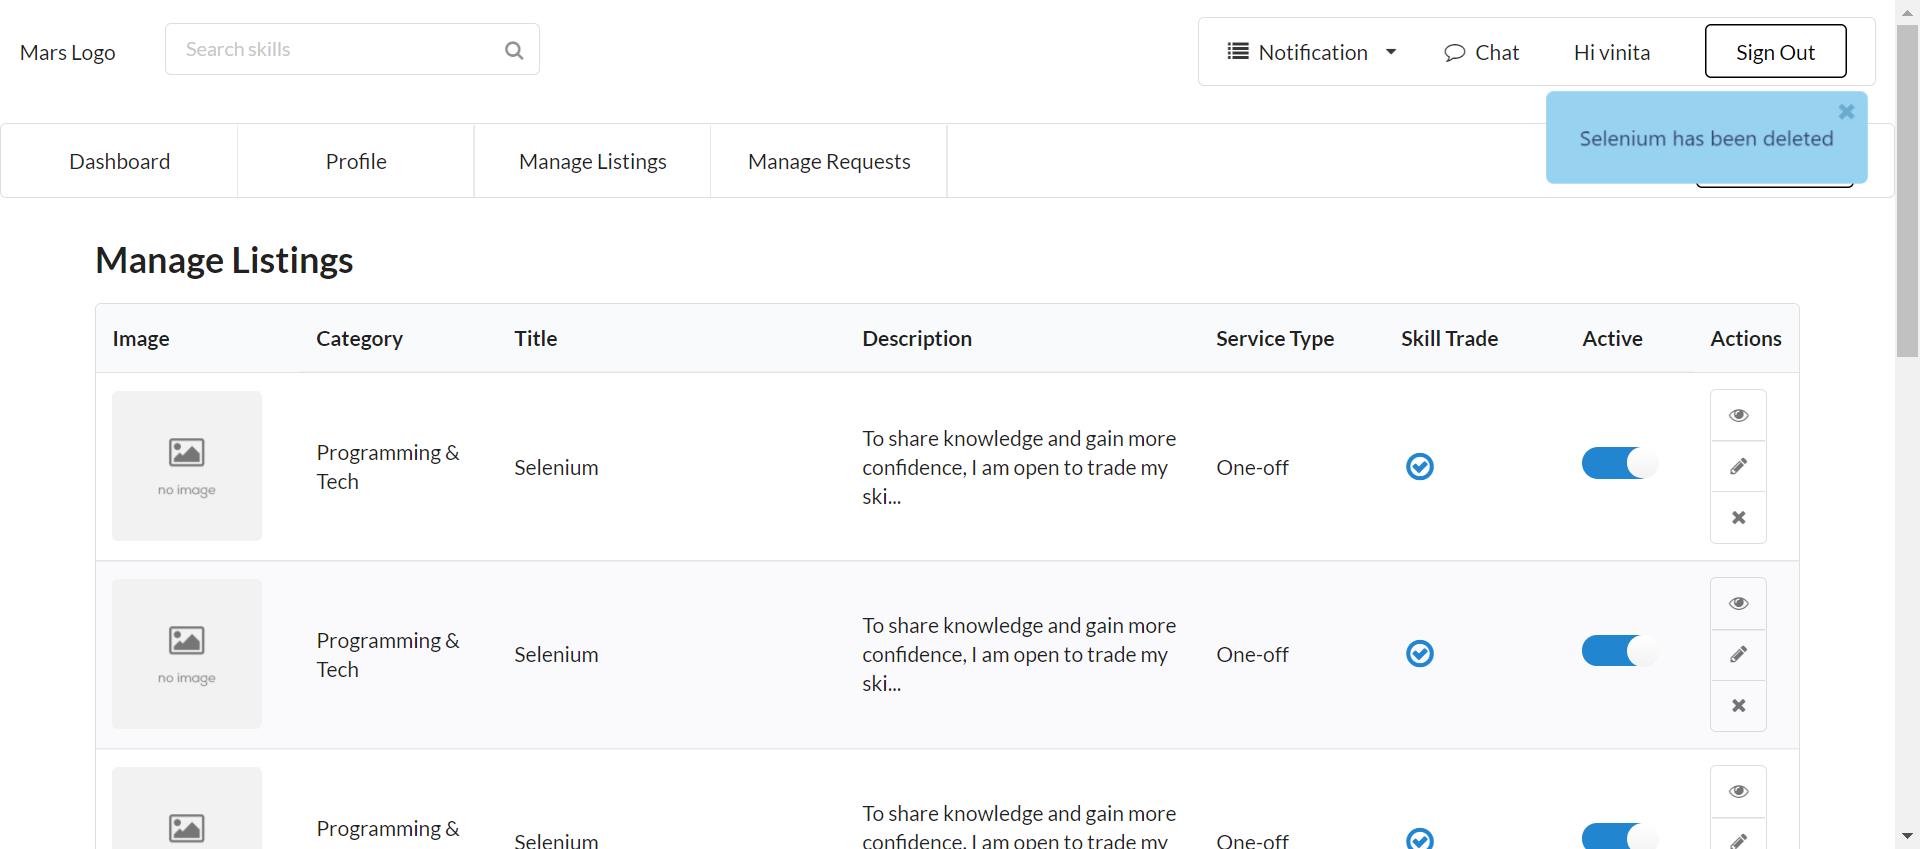 Mars Logo
Search skills
Notification
Chat
Hi vinita
Sign Out
Selenium has been deleted
Dashboard
Profile
Manage Listings
Manage Requests
Manage Listings
Image
Category
Title
Description
Service Type
Skill Trade
Active
Actions
no image
Programming &
Tech
Selenium
To share knowledge and gain more
confidence, I am open to trade my
ski...
One-off
no image
Programming &
Tech
Selenium
To share knowledge and gain more
confidence, I am open to trade my
ski...
One-off
Programming &
Selenium
To share knowledge and gain more
confidence, I am open to trade my
One-off